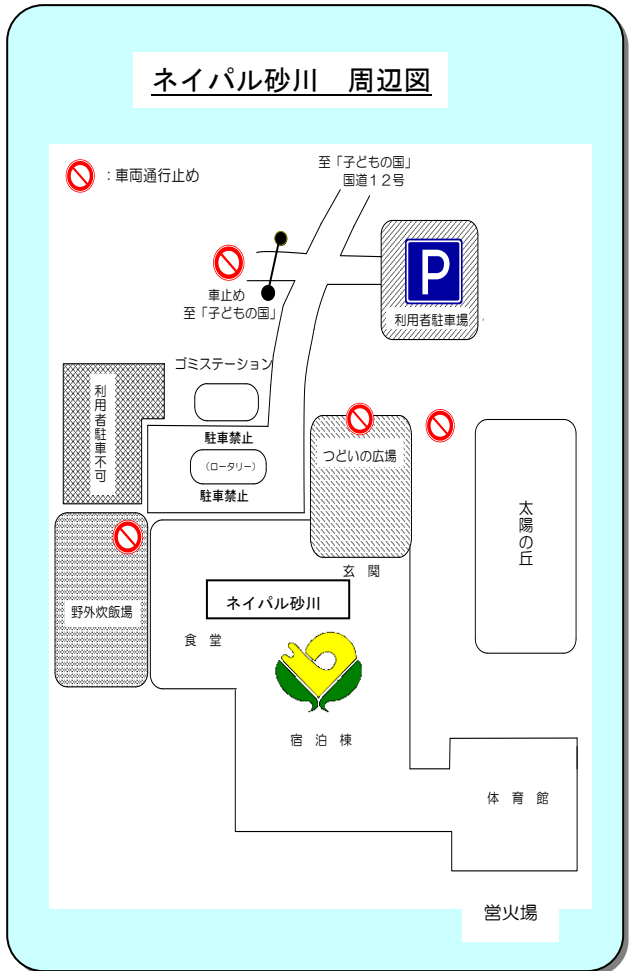 ネイパル砂川　周辺図
：車両通行止め
至「子どもの国」
国道１２号
P
利用者駐車場
車止め
至「子どもの国」
ゴミステーション
利用者駐車不可
駐車禁止
（ロータリー）
駐車禁止
つどいの広場
太陽の丘
玄　関
ネイパル砂川
野外炊飯場
食　堂
宿　泊　棟
体　育　館
営火場